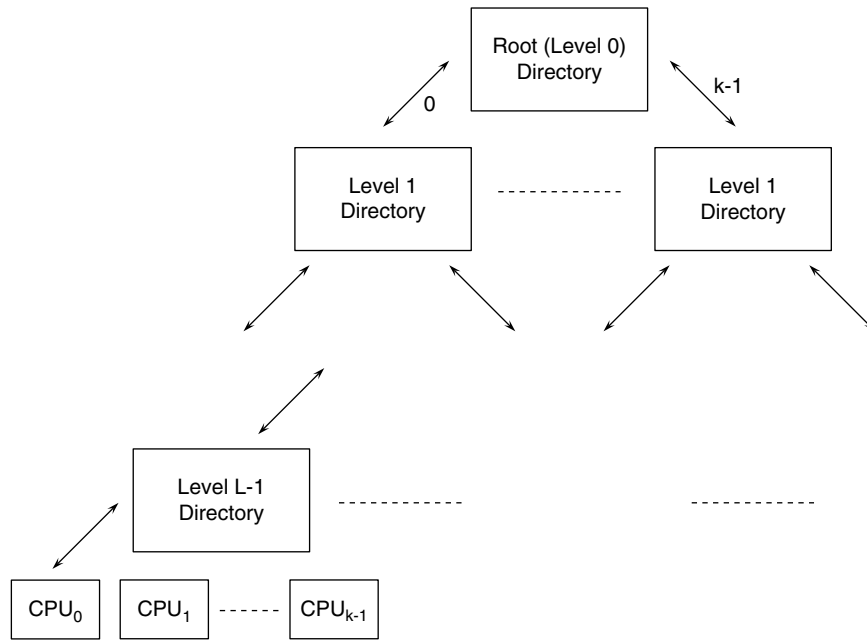 Root (Level 0)
Directory
0
k-1
Level 1
Directory
Level 1
Directory
Level L-1
Directory
CPU0
CPU1
CPUk-1